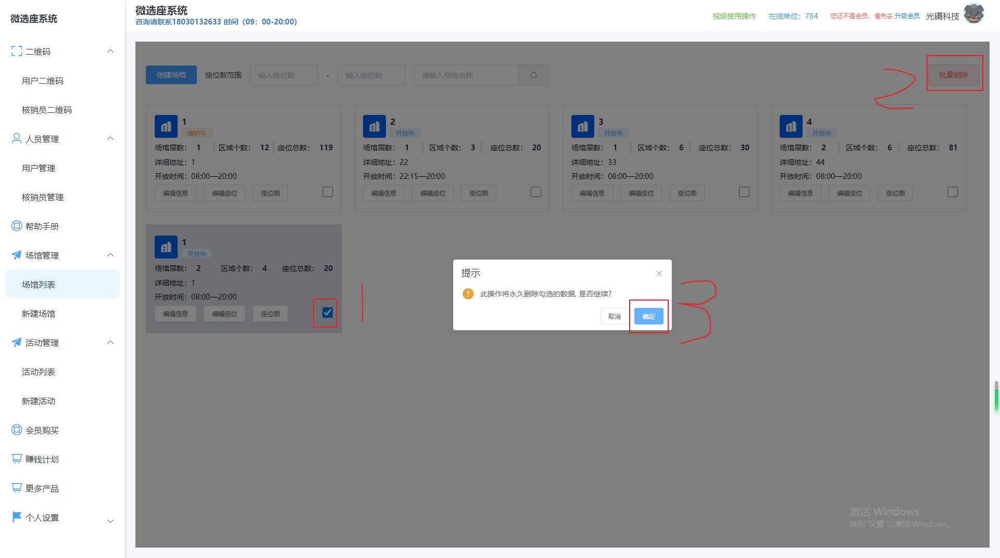 微选座系统
二维码
用户二维码
核销员二维码
人员管理
用户管理
核销员管理
帮助手册
场馆管理
场馆列表
新建场馆
活动管理
活动列表
新建活动
会员购买
赚钱计划
更多产品
个人设置
微选座系统
咨询请联系18030132633 时间（09：00-20:00）
视频使用操作 在线单位：784 您还不是会员，请先去 升级会员 光镊科技
创建场馆 座位数范围 输入座位数 - 输入座位数 请输入场馆名称 批量删除
2
1
维护中
场馆层数： 1 区域个数： 12 座位总数： 119
详细地址：1
开放时间：08:00—20:00
编辑信息 编辑座位 座位图
2
开放中
场馆层数： 1 区域个数： 3 座位总数： 20
详细地址：22
开放时间：22:15—20:00
编辑信息 编辑座位 座位图
3
开放中
场馆层数： 1 区域个数： 6 座位总数： 30
详细地址：33
开放时间：08:00—20:00
编辑信息 编辑座位 座位图
4
开放中
场馆层数： 2 区域个数： 6 座位总数： 81
详细地址：44
开放时间：08:00—20:00
编辑信息 编辑座位 座位图
1
开放中
场馆层数： 2 区域个数： 4 座位总数： 20
详细地址：1
开放时间：08:00—20:00
编辑信息 编辑座位 座位图
1
提示
此操作将永久删除勾选的数据, 是否继续?
取消 确定
3
激活 Windows
转到"设置"以激活 Windows。